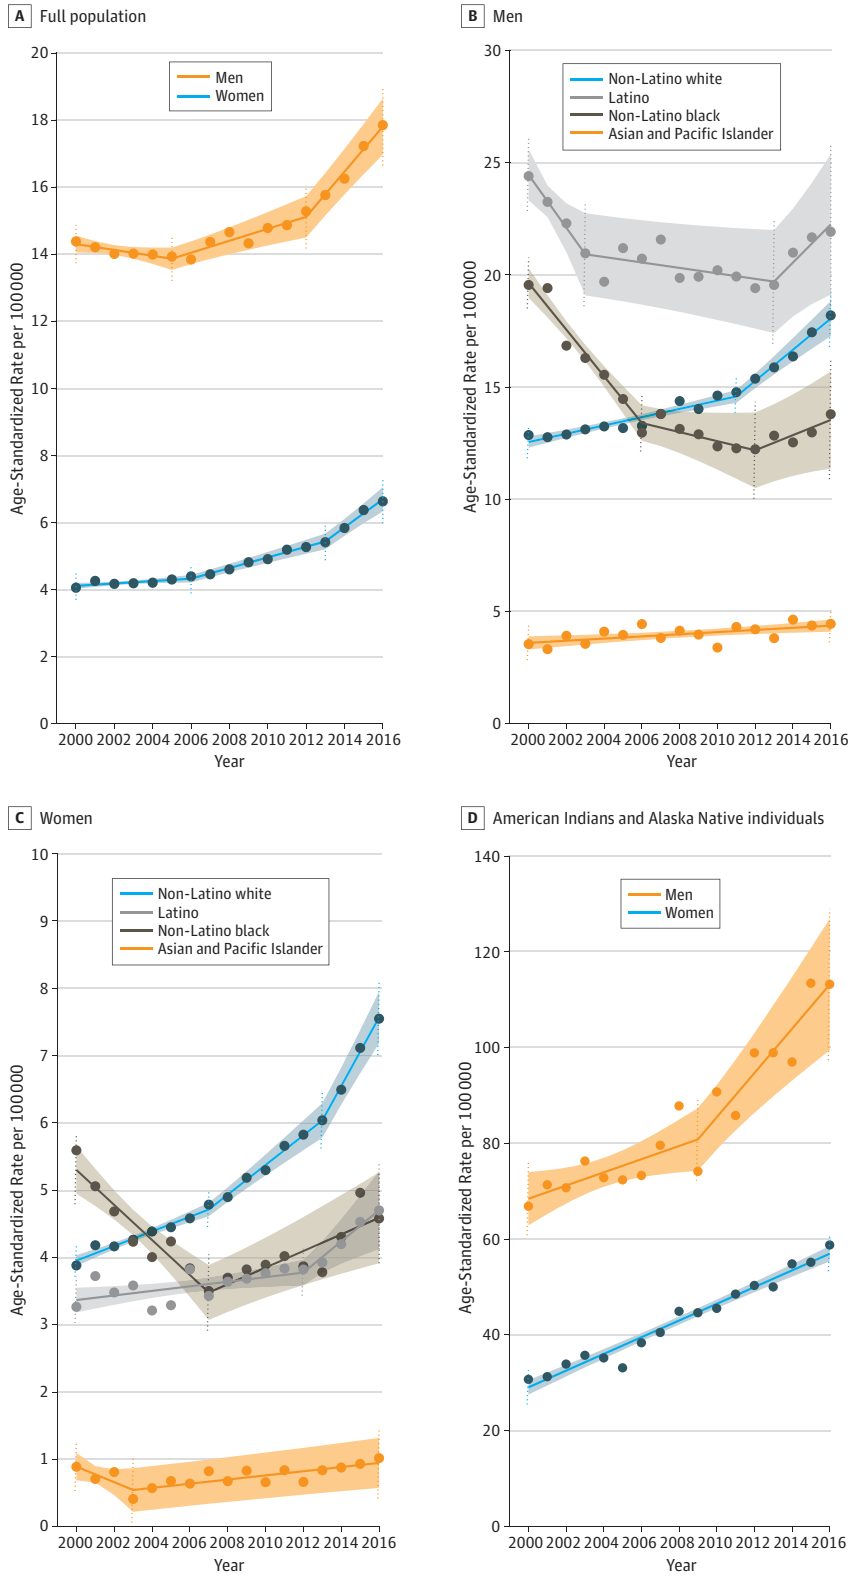 A Full population
Men
Women
20
18
16
14
12
10
8
6
4
2
0
Age-Standardized Rate per 100 000
2000 2002 2004 2006 2008 2010 2012 2014 2016
Year
B Men
Non-Latino white
Latino
Non-Latino black
Asian and Pacific Islander
30
25
20
15
10
5
0
Age-Standardized Rate per 100 000
2000 2002 2004 2006 2008 2010 2012 2014 2016
Year
C Women
Non-Latino white
Latino
Non-Latino black
Asian and Pacific Islander
10
9
8
7
6
5
4
3
2
1
0
Age-Standardized Rate per 100 000
2000 2002 2004 2006 2008 2010 2012 2014 2016
Year
D American Indians and Alaska Native individuals
Men
Women
140
120
100
80
60
40
20
0
Age-Standardized Rate per 100 000
2000 2002 2004 2006 2008 2010 2012 2014 2016
Year